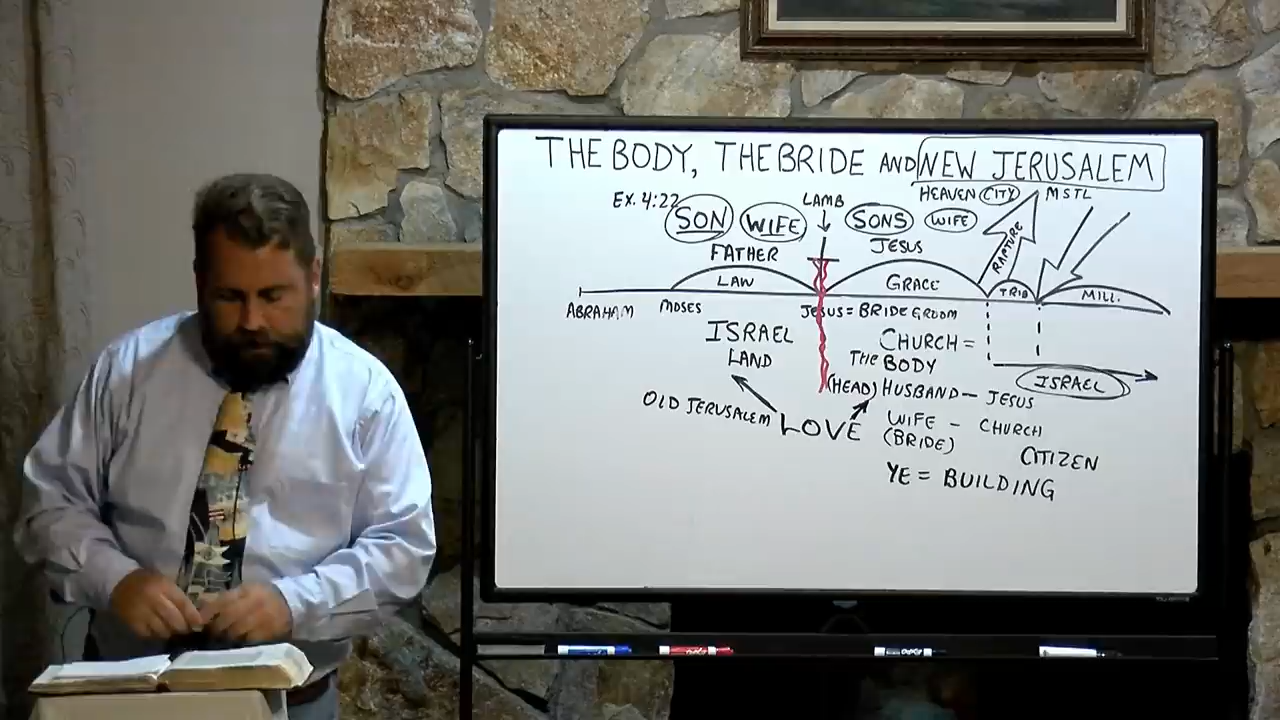 THE BODY, THE BRIDE AND NEW JERUSALEM
HEAVEN CITY MSTL
EX. 4:22 SON WIFE LAMB SONS WIFE
FATHER JESUS RAPTURE
LAW GRACE TRIB MILL.
ABRAHAM MOSES JESUS = BRIDEGROOM
ISRAEL CHURCH =
LAND THE BODY
ISRAEL
(HEAD) HUSBAND - JESUS
OLD JERUSALEM LOVE WIFE - CHURCH
(BRIDE)
CITIZEN
YE = BUILDING